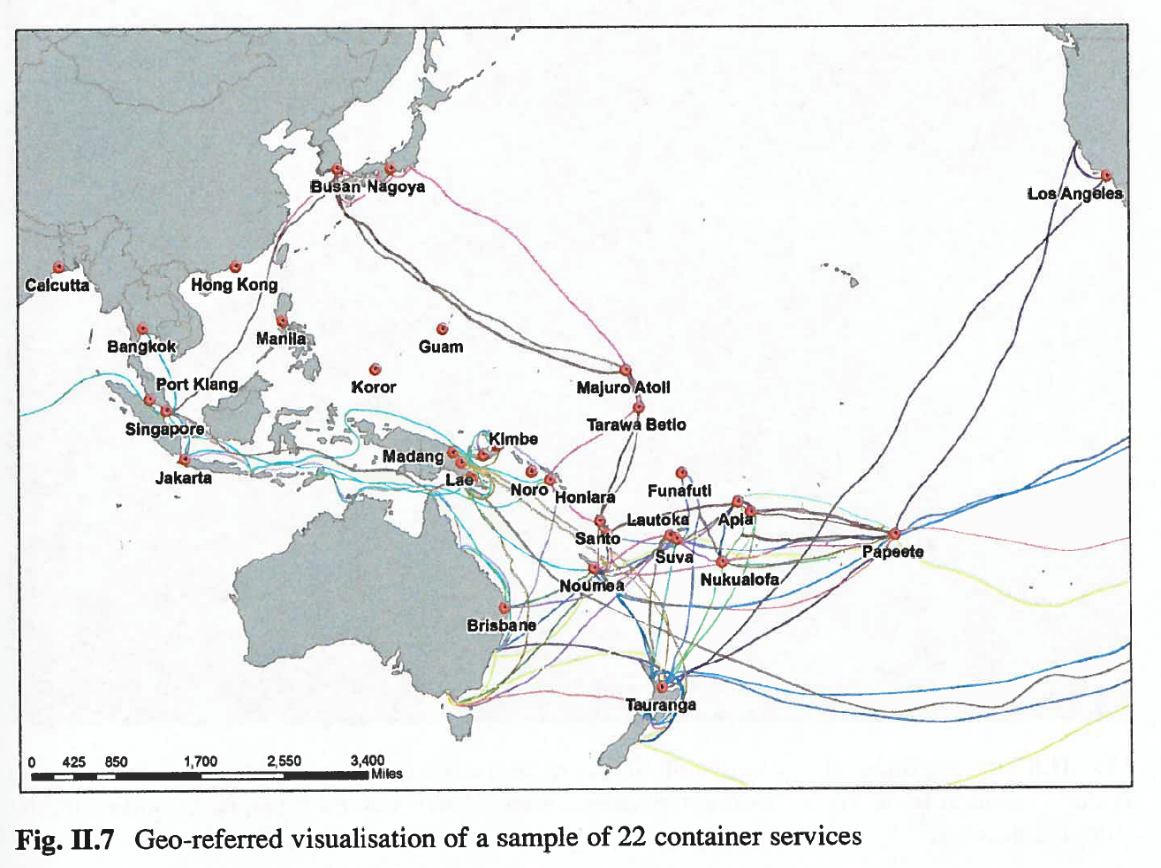 Busan Nagoya
Los Angeles
Calcutta
Hong Kong
Bangkok
Manila
Guam
Port Klang
Koror
Majuro Atoll
Singapore
Tarawa Betio
Kimbe
Madang
Jakarta
Lae
Noro
Honiara
Funafuti
Santo
Lautoka
Apia
Suva
Papeete
Noumea
Nukualofa
Brisbane
Tauranga
0 425 850 1,700 2,550 3,400
Miles
Fig. II.7 Geo-referred visualisation of a sample of 22 container services